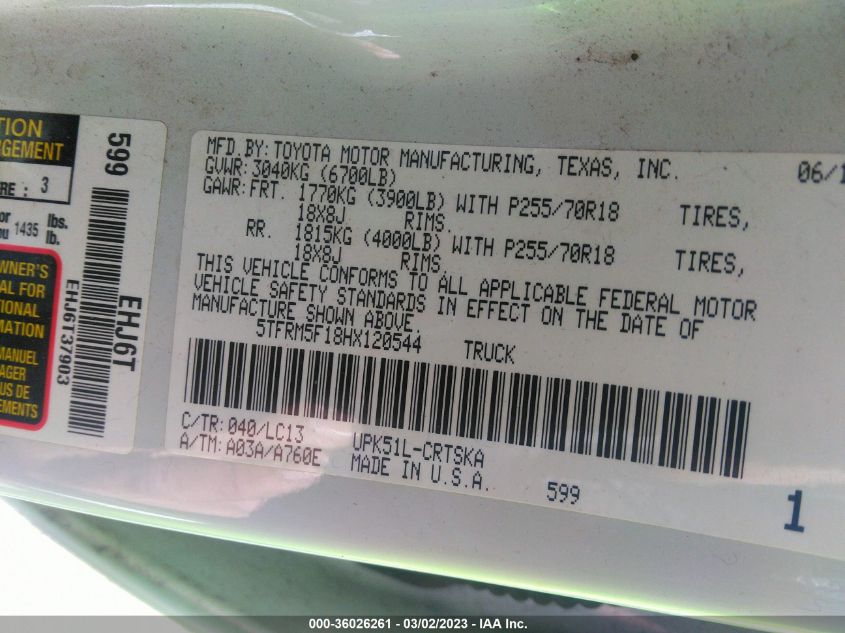 TION
RGEMENT
RE : 3
or
1435
lbs.
lb.
OWNER'S
AL FOR
TIONAL
MATION
MANUEL
AGER
US DE
EMENTS
599
EHJ6T
EHJ6T37903
MFD.BY:TOYOTA MOTOR MANUFACTURING, TEXAS, INC. 06/1
GVWR:3040KG (6700LB)
GAWR:FRT. 1770KG (3900LB) WITH P255/70R18 TIRES,
18X8J RIMS.
RR. 1815KG (4000LB) WITH P255/70R18 TIRES,
18X8J RIMS.
THIS VEHICLE CONFORMS TO ALL APPLICABLE FEDERAL MOTOR
VEHICLE SAFETY STANDARDS IN EFFECT ON THE DATE OF
MANUFACTURE SHOWN ABOVE.
5TFRM5F18HX120544 TRUCK
C/TR:040/LC13 UPK51L-CRTSKA
A/TM:A03A/A760E MADE IN U.S.A.
599
1
000-36026261 - 03/02/2023 - IAA Inc.